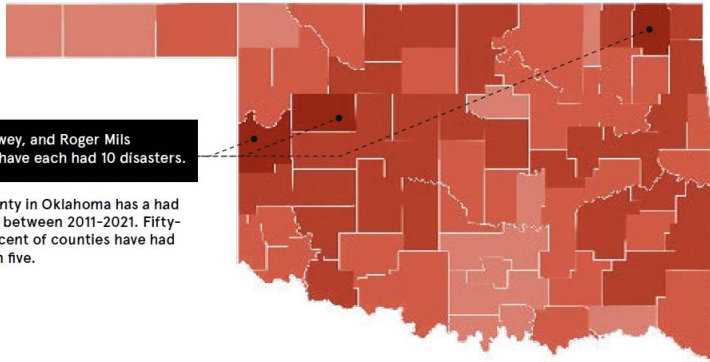 wey, and Roger Mils
have each had 10 disasters.
nty in Oklahoma has a had
between 2011-2021. Fifty-
cent of counties have had
five.